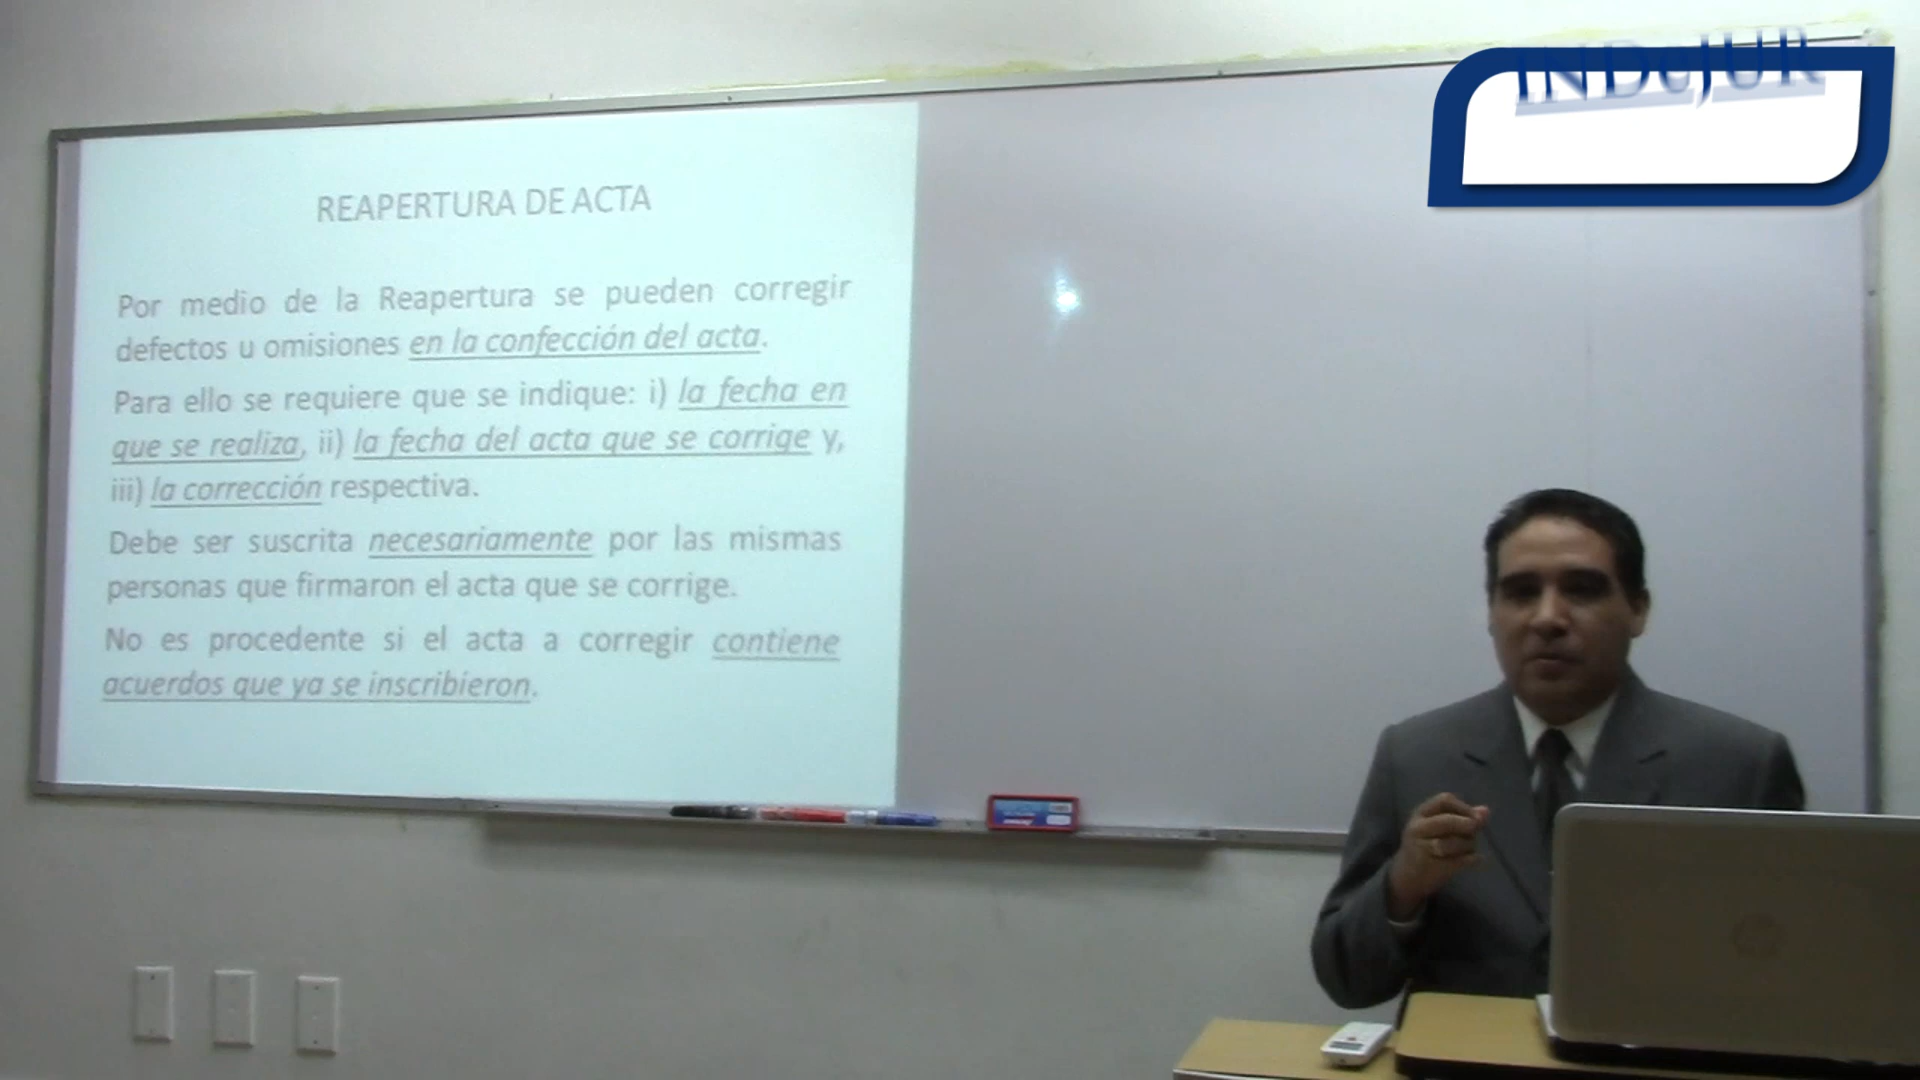 INDeJUR
REAPERTURA DE ACTA
Por medio de la Reapertura se pueden corregir
defectos u omisiones en la confección del acta.
Para ello se requiere que se indique: i) la fecha en
que se realiza, ii) la fecha del acta que se corrige y,
iii) la corrección respectiva.
Debe ser suscrita necesariamente por las mismas
personas que firmaron el acta que se corrige.
No es procedente si el acta a corregir contiene
acuerdos que ya se inscribieron.